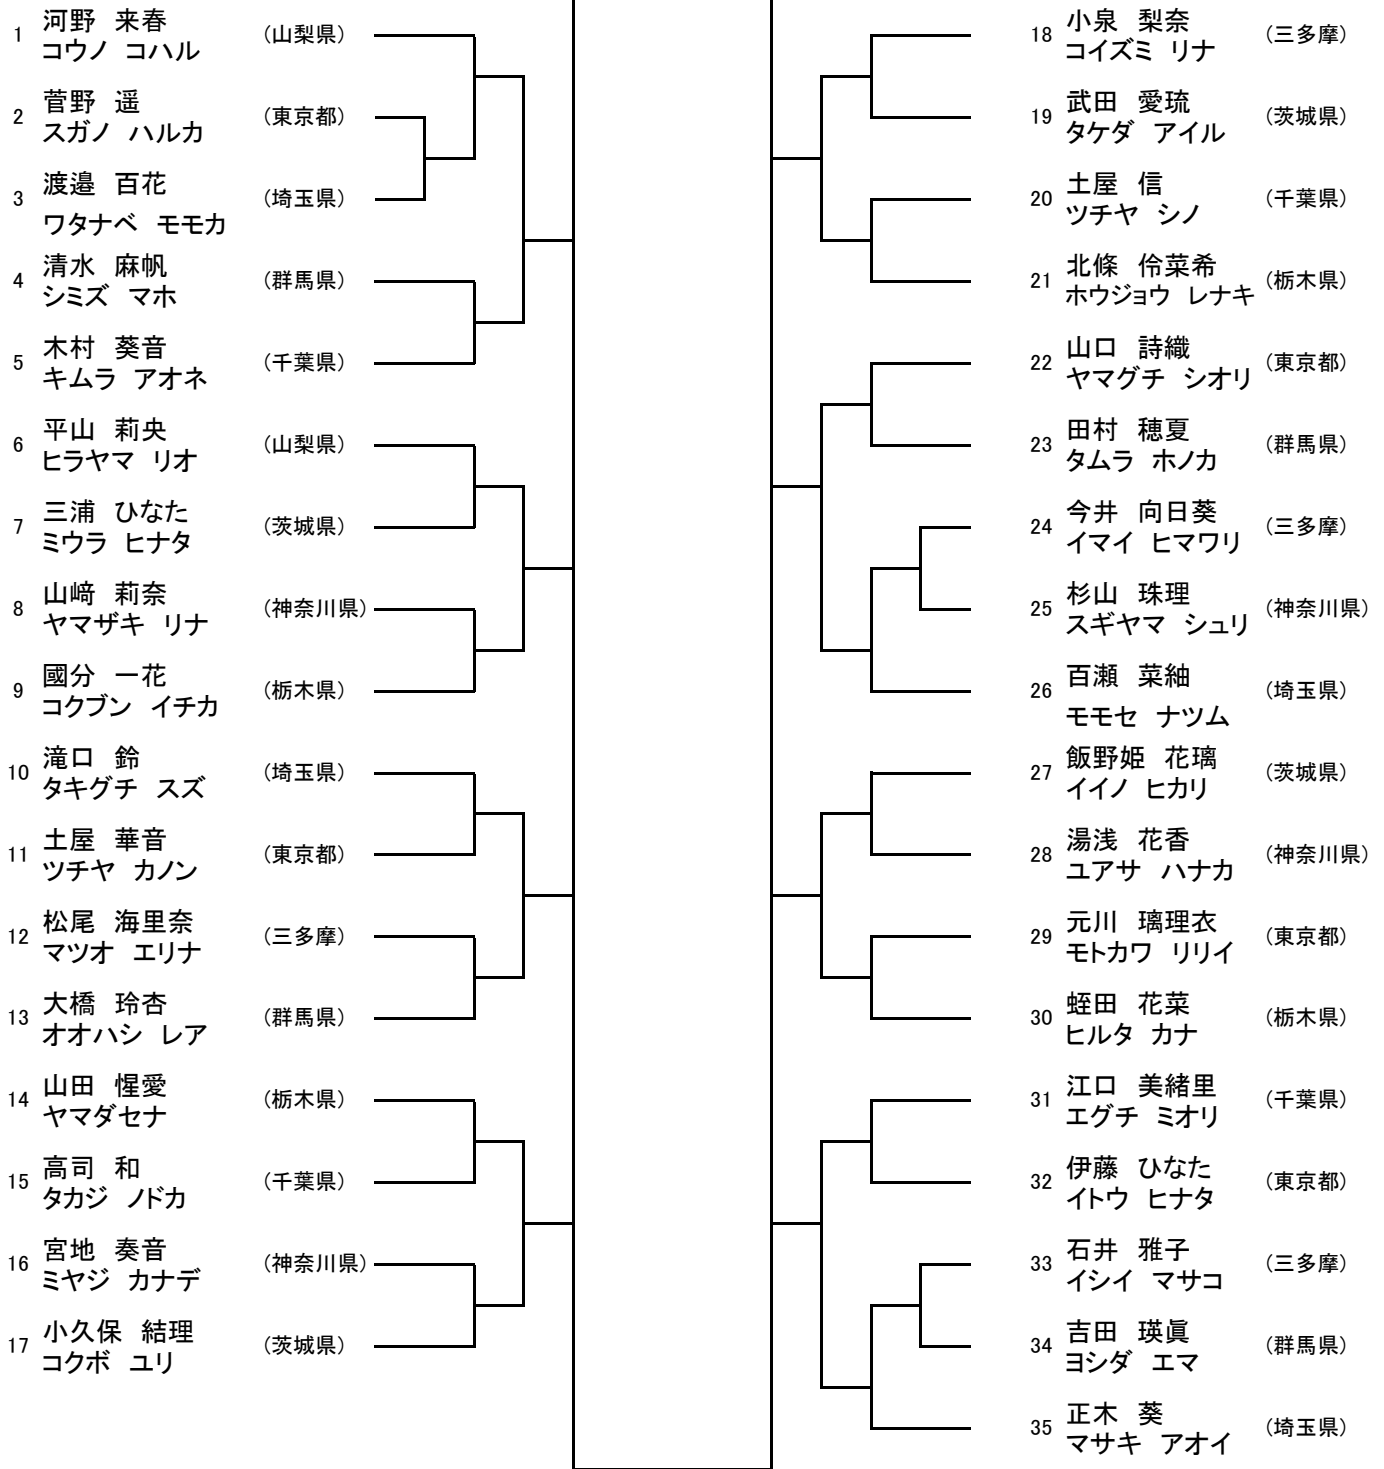 1 河野 来春 (山梨県)
コウノ コハル
2 菅野 遥 (東京都)
スガノ ハルカ
3 渡邉 百花 (埼玉県)
ワタナベ モモカ
4 清水 麻帆 (群馬県)
シミズ マホ
5 木村 葵音 (千葉県)
キムラ アオネ
6 平山 莉央 (山梨県)
ヒラヤマ リオ
7 三浦 ひなた (茨城県)
ミウラ ヒナタ
8 山﨑 莉奈 (神奈川県)
ヤマザキ リナ
9 國分 一花 (栃木県)
コクブン イチカ
10 滝口 鈴 (埼玉県)
タキグチ スズ
11 土屋 華音 (東京都)
ツチヤ カノン
12 松尾 海里奈 (三多摩)
マツオ エリナ
13 大橋 玲杏 (群馬県)
オオハシ レア
14 山田 惺愛 (栃木県)
ヤマダセナ
15 高司 和 (千葉県)
タカジ ノドカ
16 宮地 奏音 (神奈川県)
ミヤジ カナデ
17 小久保 結理 (茨城県)
コクボ ユリ
18 小泉 梨奈 (三多摩)
コイズミ リナ
19 武田 愛琉 (茨城県)
タケダ アイル
20 土屋 信 (千葉県)
ツチヤ シノ
21 北條 伶菜希 (栃木県)
ホウジョウ レナキ
22 山口 詩織 (東京都)
ヤマグチ シオリ
23 田村 穂夏 (群馬県)
タムラ ホノカ
24 今井 向日葵 (三多摩)
イマイ ヒマワリ
25 杉山 珠理 (神奈川県)
スギヤマ シュリ
26 百瀬 菜紬 (埼玉県)
モモセ ナツム
27 飯野姫 花璃 (茨城県)
イイノ ヒカリ
28 湯浅 花香 (神奈川県)
ユアサ ハナカ
29 元川 璃理衣 (東京都)
モトカワ リリイ
30 蛭田 花菜 (栃木県)
ヒルタ カナ
31 江口 美緒里 (千葉県)
エグチ ミオリ
32 伊藤 ひなた (東京都)
イトウ ヒナタ
33 石井 雅子 (三多摩)
イシイ マサコ
34 吉田 瑛眞 (群馬県)
ヨシダ エマ
35 正木 葵 (埼玉県)
マサキ アオイ